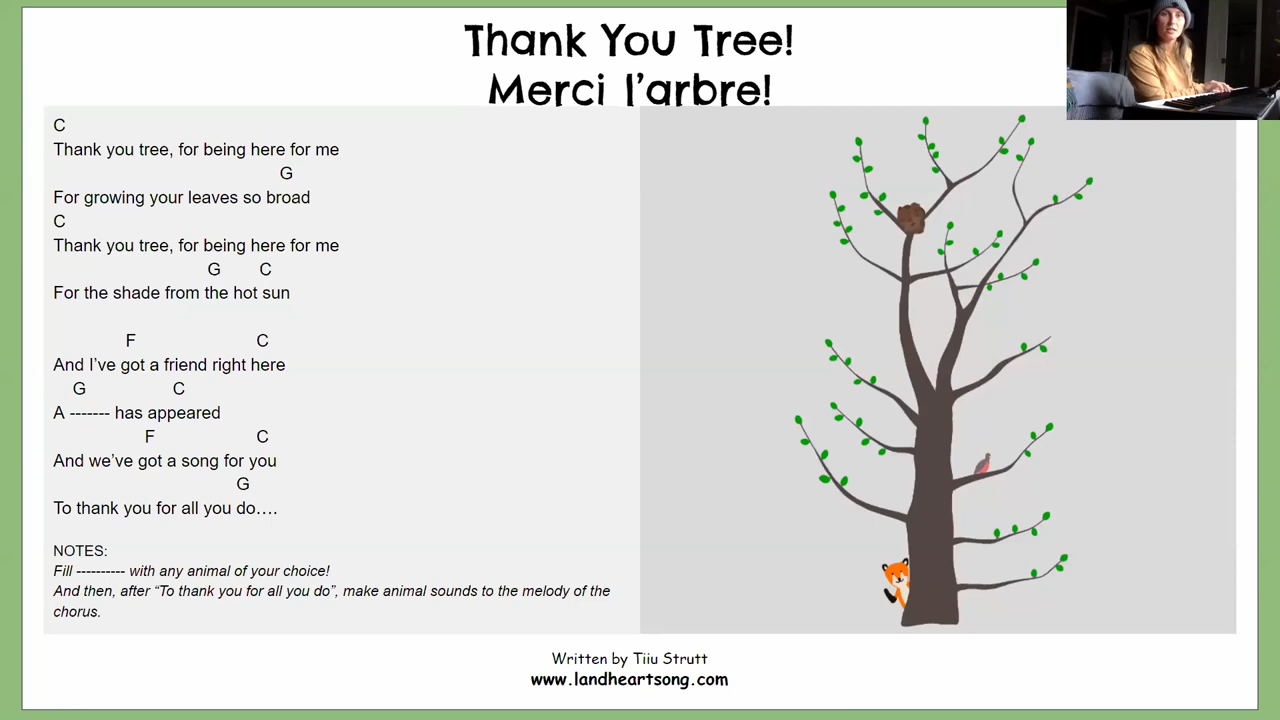 Thank You Tree!
Merci l'arbre!
C
Thank you tree, for being here for me
G
For growing your leaves so broad
C
Thank you tree, for being here for me
G C
For the shade from the hot sun
F C
And I’ve got a friend right here
G C
A ------- has appeared
F C
And we’ve got a song for you
G
To thank you for all you do….
NOTES:
Fill ---------- with any animal of your choice!
And then, after “To thank you for all you do”, make animal sounds to the melody of the
chorus.
Written by Tiiu Strutt
www.landheartsong.com